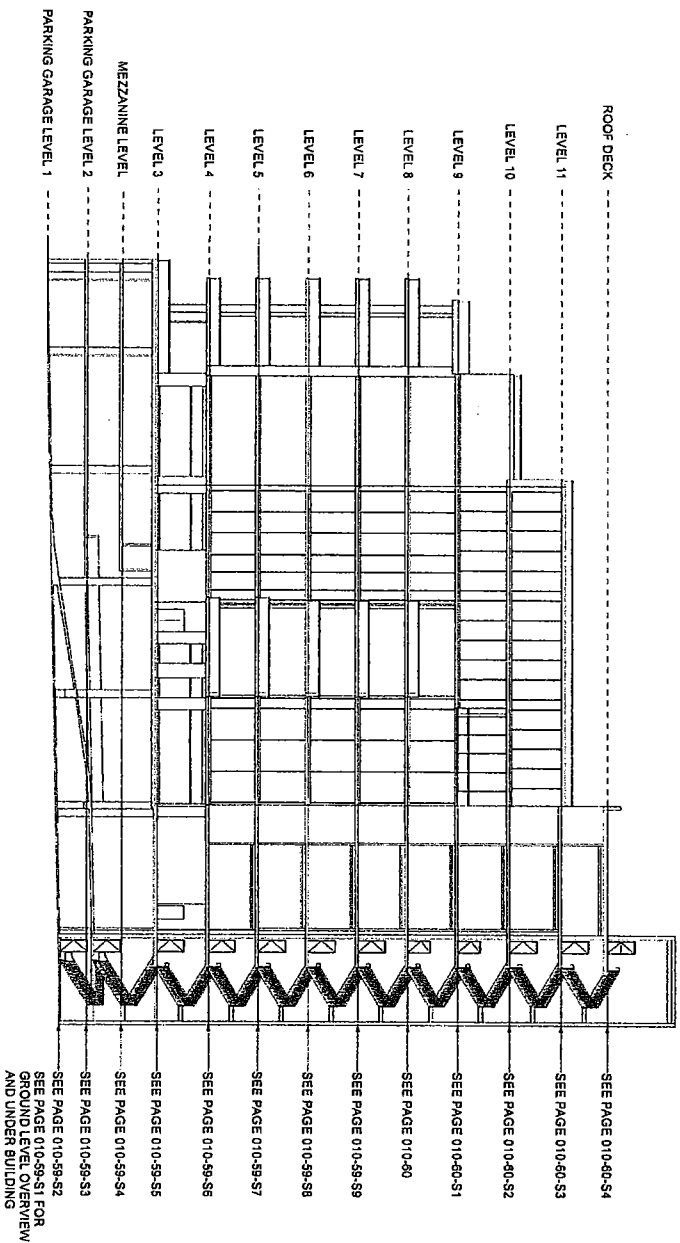 ROOF DECK
LEVEL 11
LEVEL 10
LEVEL 9
LEVEL 8
LEVEL 7
LEVEL 6
LEVEL 5
LEVEL 4
LEVEL 3
MEZZANINE LEVEL
PARKING GARAGE LEVEL 2
PARKING GARAGE LEVEL 1
SEE PAGE 010-60-S4
SEE PAGE 010-60-S3
SEE PAGE 010-60-S2
SEE PAGE 010-60-S1
SEE PAGE 010-60
SEE PAGE 010-59-S9
SEE PAGE 010-59-S8
SEE PAGE 010-59-S7
SEE PAGE 010-59-S6
SEE PAGE 010-59-S5
SEE PAGE 010-59-S4
SEE PAGE 010-59-S3
SEE PAGE 010-59-S2
SEE PAGE 010-59-S1 FOR
GROUND LEVEL OVERVIEW
AND UNDER BUILDING